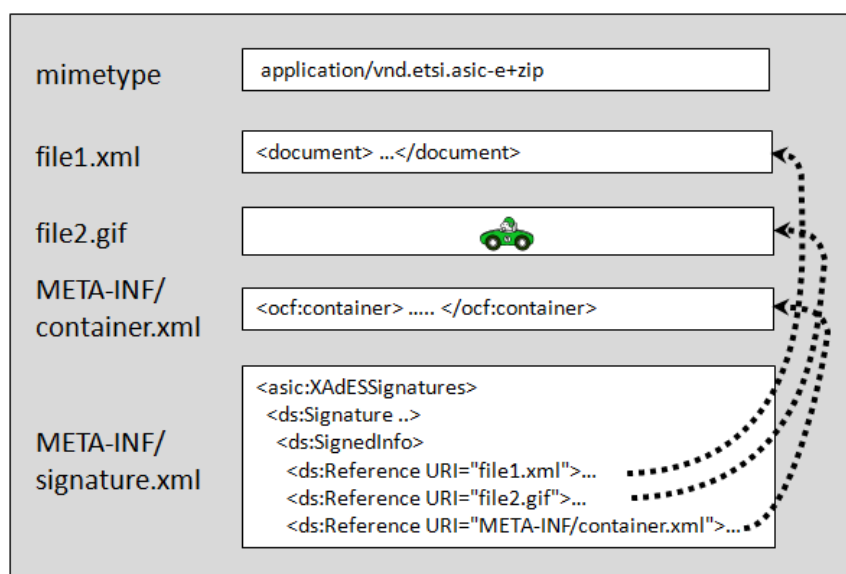 mimetype
application/vnd.etsi.asic-e+zip
file1.xml
<document> ...</document>
file2.gif
META-INF/
container.xml
<ocf:container> ..... </ocf:container>
META-INF/
signature.xml
<asic:XAdESSignatures>
<ds:Signature ..>
<ds:SignedInfo>
<ds:Reference URI="file1.xml">...
<ds:Reference URI="file2.gif">...
<ds:Reference URI="META-INF/container.xml">...